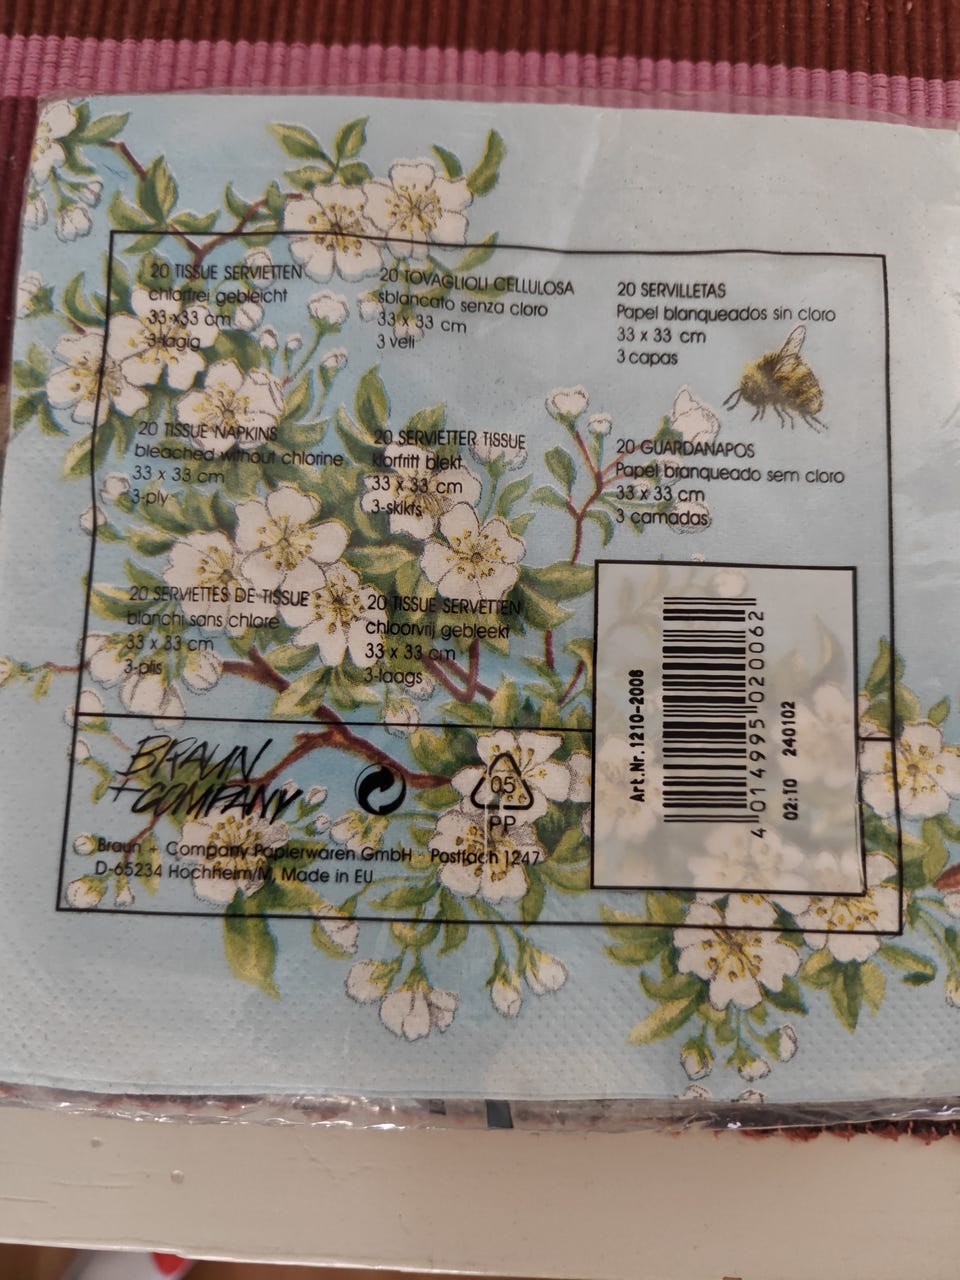 20 TISSUE SERVIETTEN
chlorfrei gebleicht
33 x33 cm
3-lagig
20 TOVAGLIOLI CELLULOSA
sblancato senza cloro
33 x 33 cm
3 veli
20 SERVILLETAS
Papel blanqueados sin cloro
33 x 33 cm
3 capas
20 TISSUE NAPKINS
bleached without chlorine
33 x 33 cm
3-ply
20 SERVIETTER TISSUE
klorfritt blekt
33 x 33 cm
3-skikts
20 GUARDANAPOS
Papel branqueado sem cloro
33 x 33 cm
3 camadas
20 SERVIETTES DE TISSUE
blanchi sans chlore
33 x 33 cm
3-plis
20 TISSUE SERVETTEN
chloorvrij gebleekt
33 x 33 cm
3-laags
Art.Nr. 1210-2006
4 014995 020062
02:10 240102
BRAUN
+COMPANY
05
PP
Braun + Company Papierwaren GmbH · Postfach 1247
D-65234 Hochheim/M, Made in EU